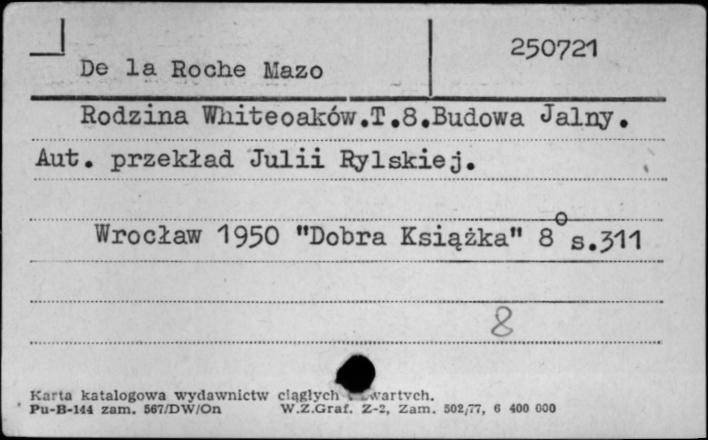 250721
De la Roche Mazo
Rodzina Whiteoaków.T.8.Budowa Jalny.
Aut. przekład Julii Rylskiej.
Wrocław 1950 "Dobra Książka" 8° s.311
8
Karta katalogowa wydawnictw ciągłych
Pu-B-144 zam. 567/DW/On W.Z.Graf. Z-2, Zam. 502/77, 6 400 000